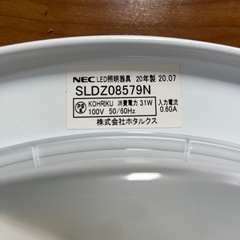 NEC LED照明器具 20年製 20.07
SLDZ08579N
KOHRIKU 消費電力 31W 入力電流
100V 50/60Hz 0.60A
株式会社ホタルクス